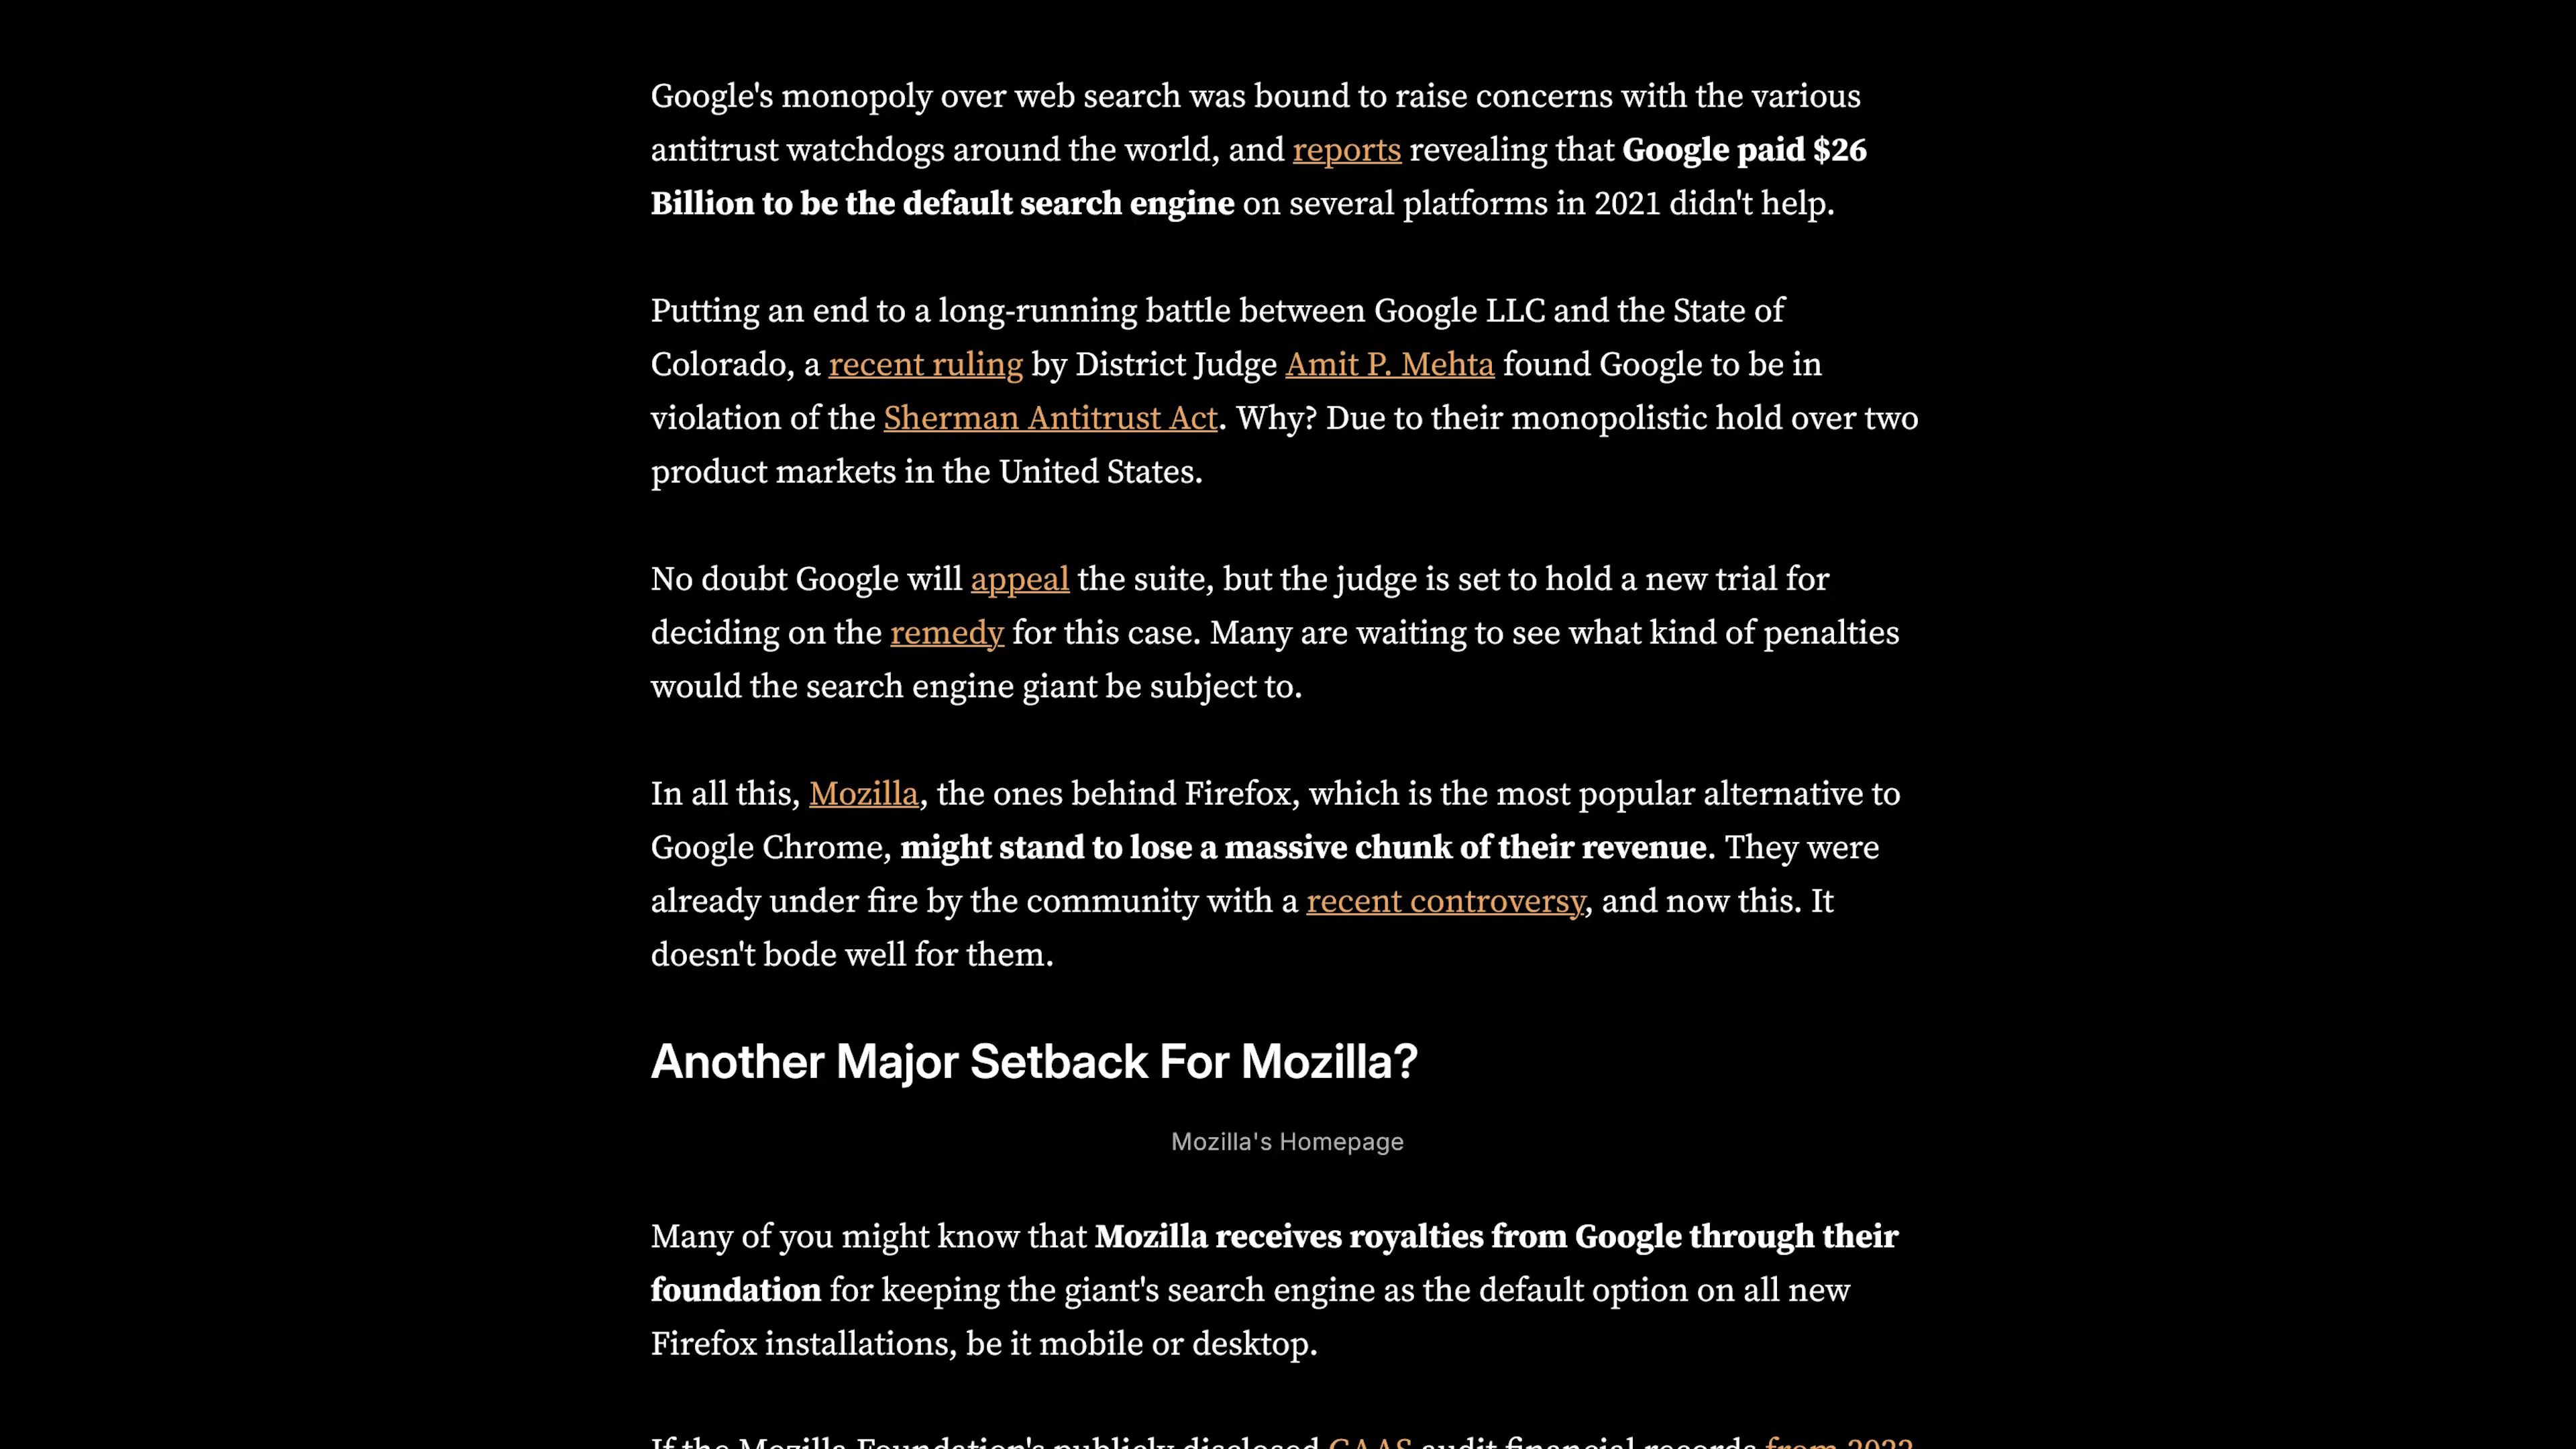 Google's monopoly over web search was bound to raise concerns with the various
antitrust watchdogs around the world, and reports revealing that Google paid $26
Billion to be the default search engine on several platforms in 2021 didn't help.
Putting an end to a long-running battle between Google LLC and the State of
Colorado, a recent ruling by District Judge Amit P. Mehta found Google to be in
violation of the Sherman Antitrust Act. Why? Due to their monopolistic hold over two
product markets in the United States.
No doubt Google will appeal the suite, but the judge is set to hold a new trial for
deciding on the remedy for this case. Many are waiting to see what kind of penalties
would the search engine giant be subject to.
In all this, Mozilla, the ones behind Firefox, which is the most popular alternative to
Google Chrome, might stand to lose a massive chunk of their revenue. They were
already under fire by the community with a recent controversy, and now this. It
doesn't bode well for them.
Another Major Setback For Mozilla?
Mozilla's Homepage
Many of you might know that Mozilla receives royalties from Google through their
foundation for keeping the giant's search engine as the default option on all new
Firefox installations, be it mobile or desktop.
If the Mozilla Foundation's publicly disclosed GAAS audit financial records from